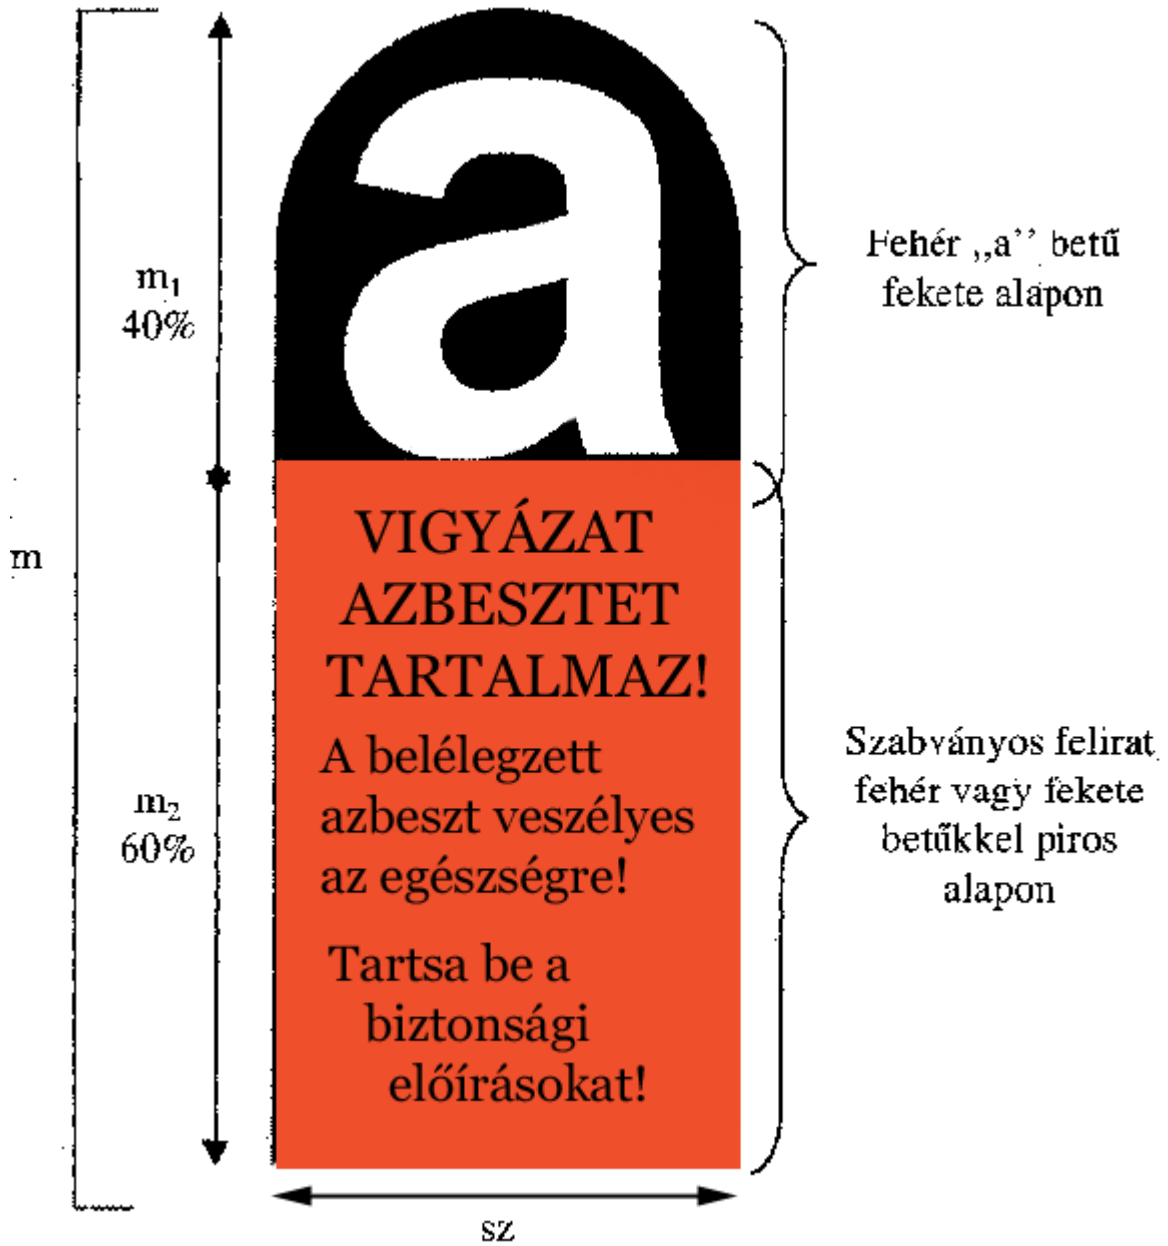 a
m₁
40%
Fehér „a” betű
fekete alapon
m
VIGYÁZAT
AZBESZTET
TARTALMAZ!
A belélegzett
azbeszt veszélyes
az egészségre!
Tartsa be a
biztonsági
előírásokat!
m₂
60%
Szabványos felirat
fehér vagy fekete
betűkkel piros
alapon
sz